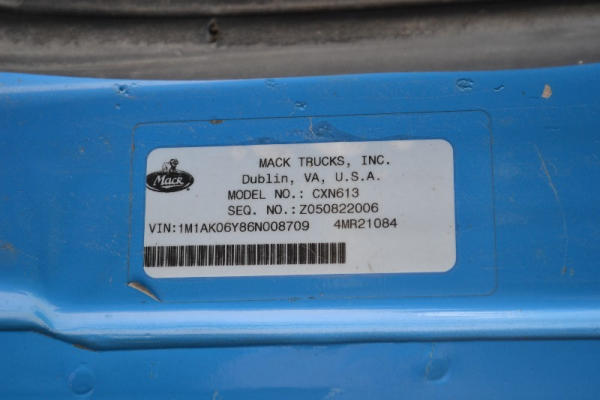 MACK TRUCKS, INC.
Mack
Dublin, VA, U.S.A.
MODEL NO.: CXN613
SEQ. NO.: Z050822006
VIN:1M1AK06Y86N008709 4MR21084